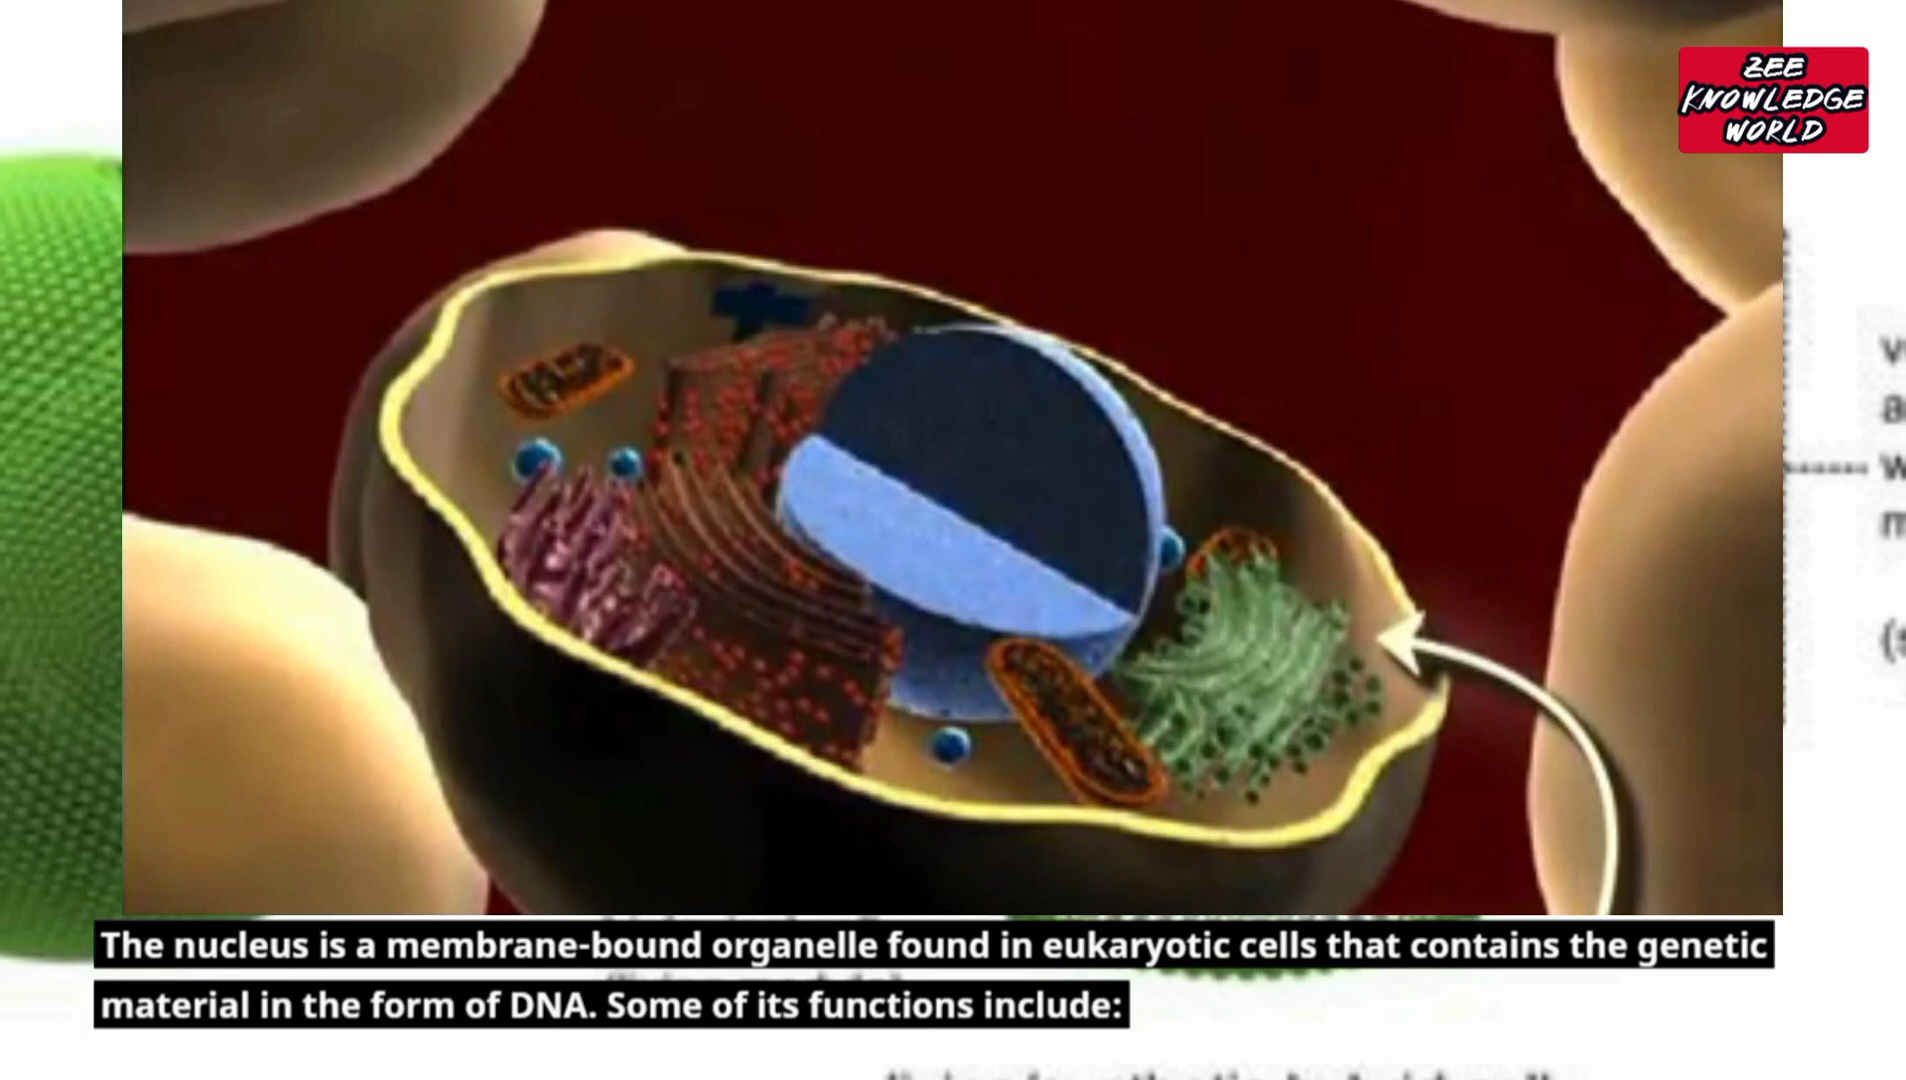 ZEE
KNOWLEDGE
WORLD
The nucleus is a membrane-bound organelle found in eukaryotic cells that contains the genetic
material in the form of DNA. Some of its functions include: